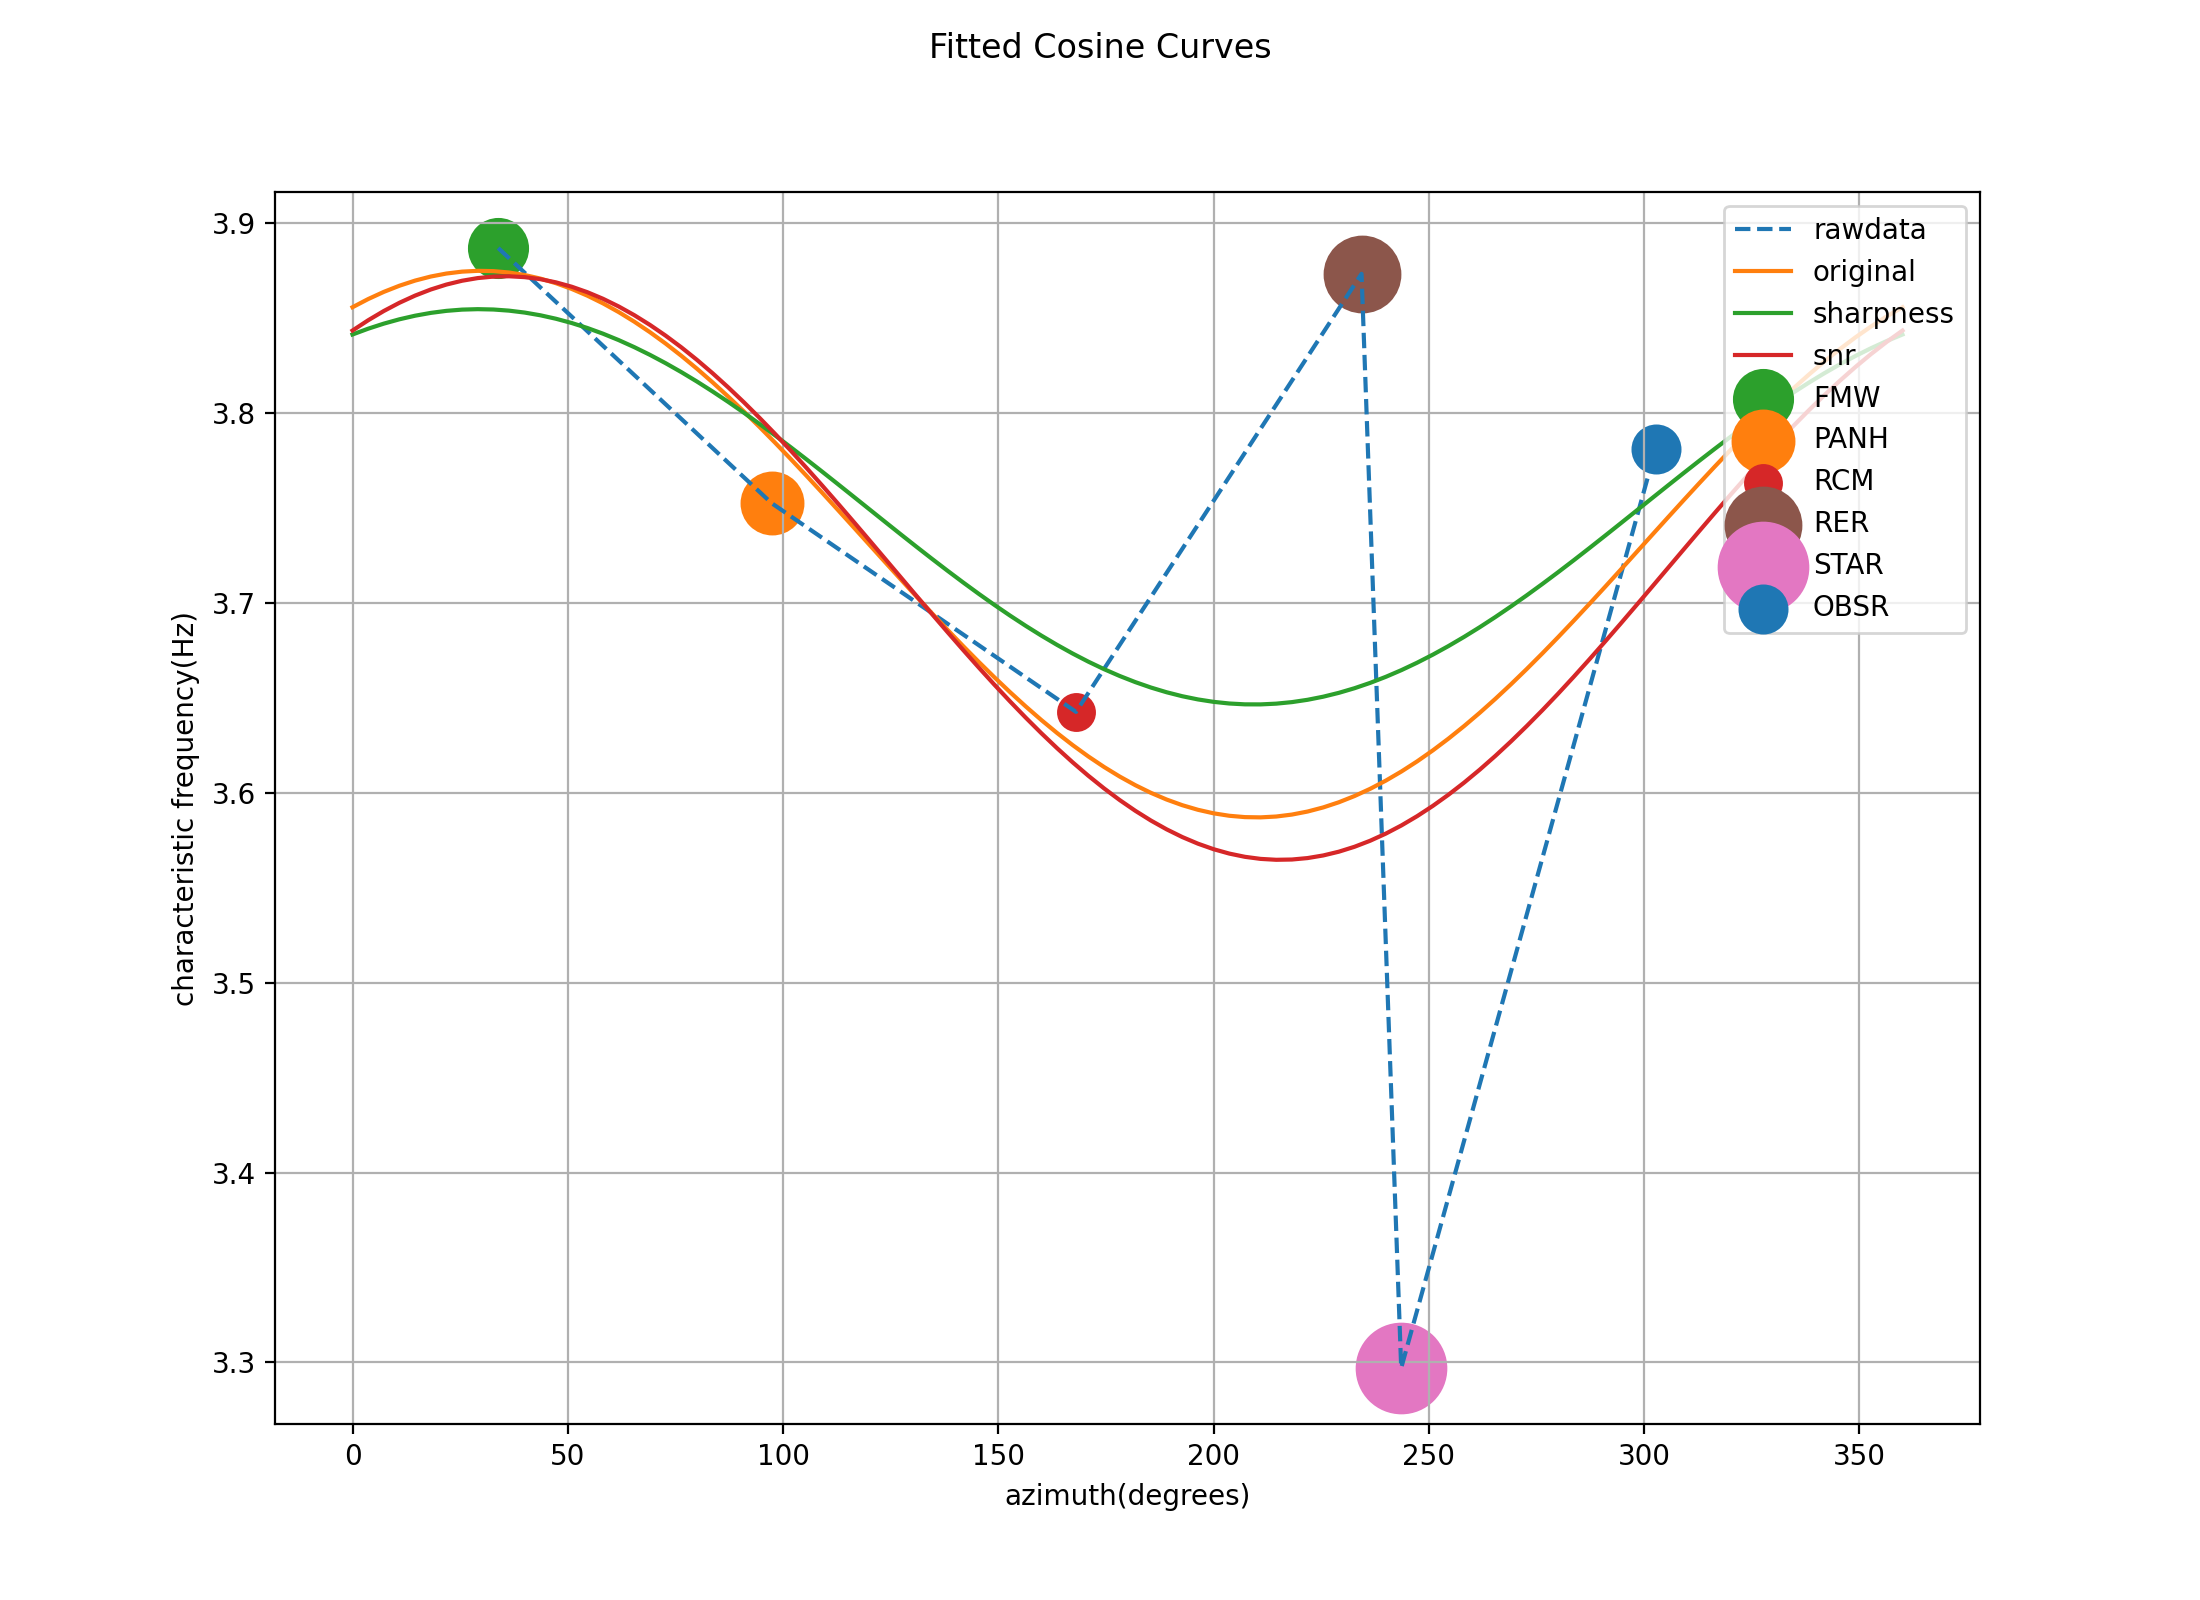 Fitted Cosine Curves
3.9
3.8
3.7
3.6
3.5
3.4
3.3
characteristic frequency(Hz)
rawdata
original
sharpness
snr
FMW
PANH
RCM
RER
STAR
OBSR
0 50 100 150 200 250 300 350
azimuth(degrees)